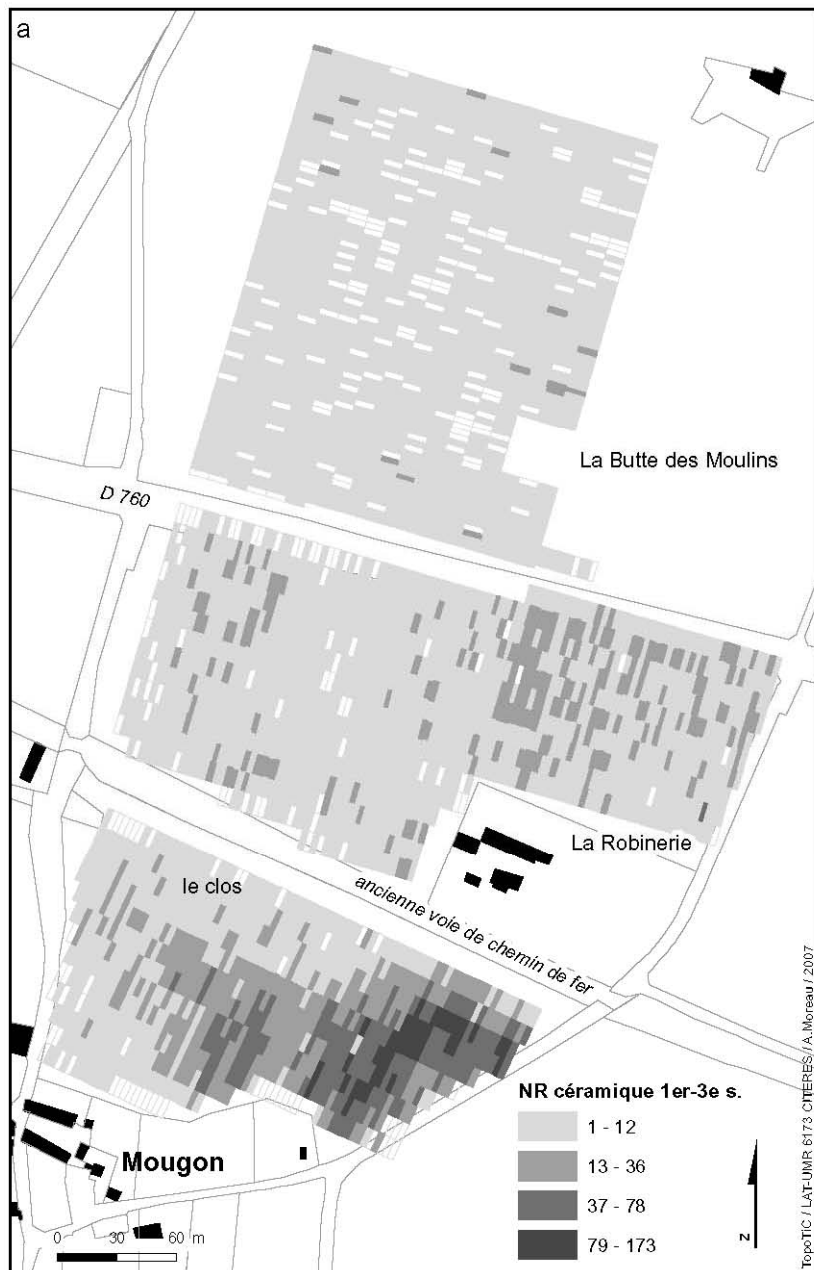 a
La Butte des Moulins
D 760
La Robinerie
le clos
ancienne voie de chemin de fer
Mougon
0 30 60 m
NR céramique 1er-3e s.
1 - 12
13 - 36
37 - 78
79 - 173
N
TopoTiC / LAT-UMR 6173 CITERES / A.Moreau / 2007